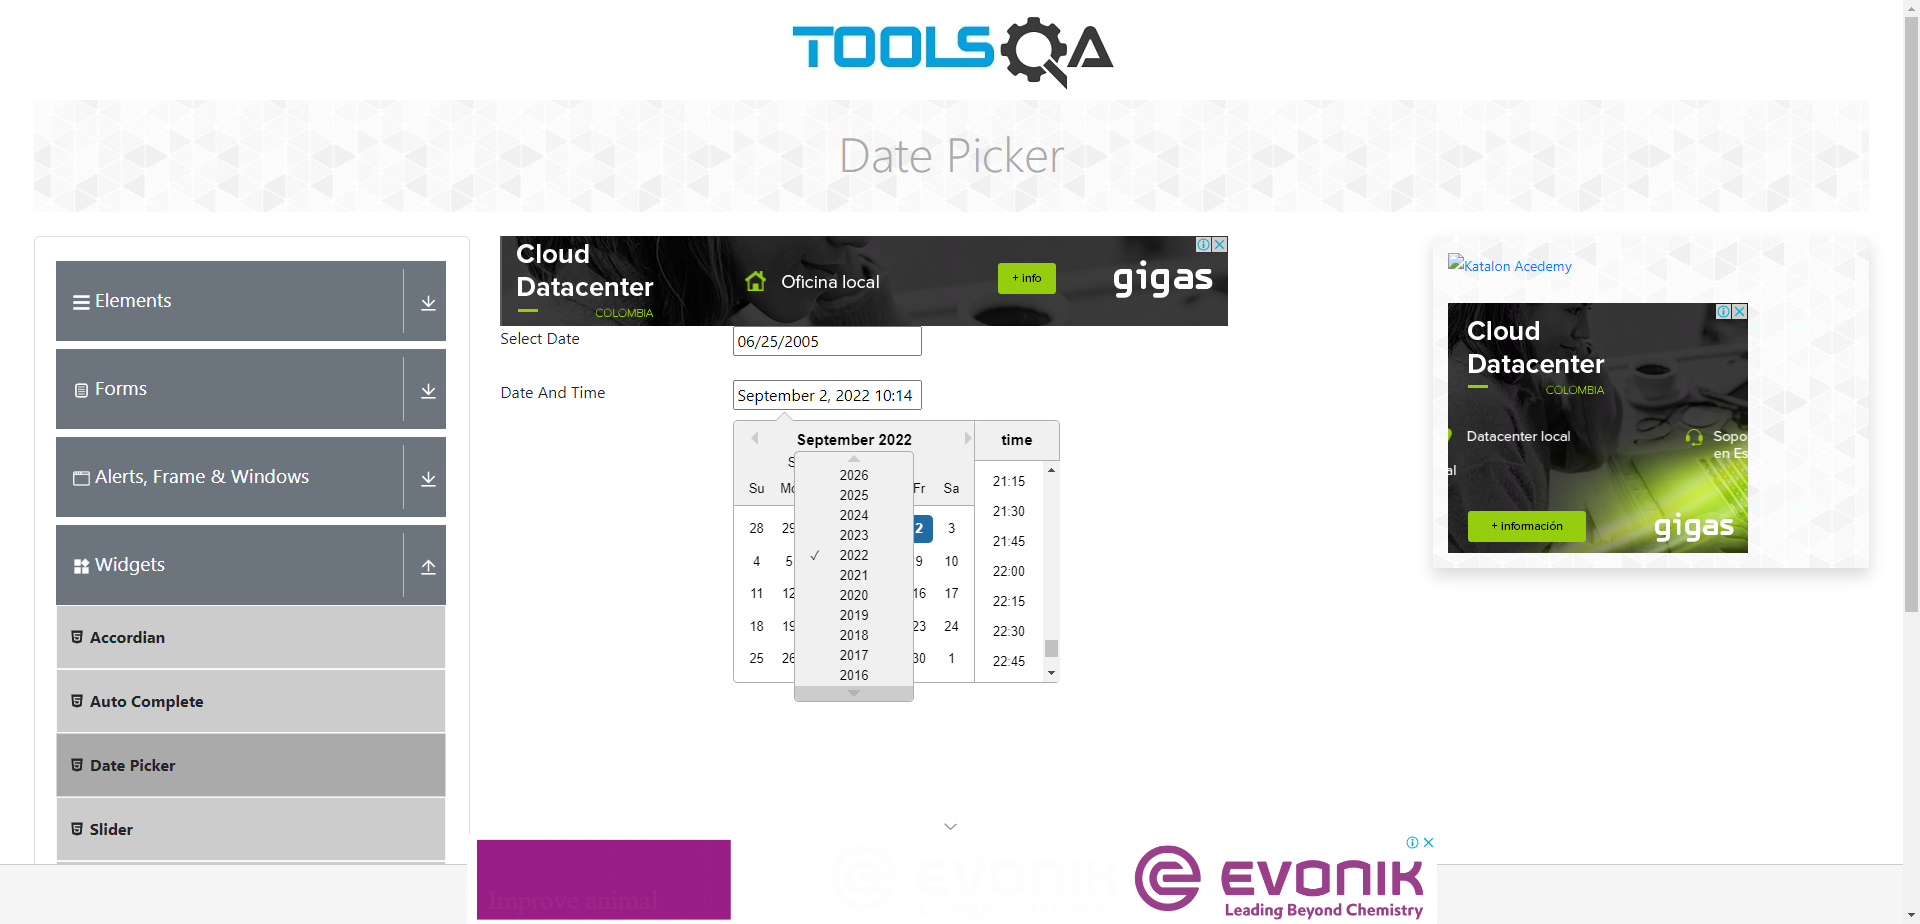 TOOLSQA
Date Picker
Elements
Forms
Alerts, Frame & Windows
Widgets
Accordian
Auto Complete
Date Picker
Slider
Cloud
Datacenter
COLOMBIA
Oficina local
+ info
gigas
Select Date
06/25/2005
Date And Time
September 2, 2022 10:14
September 2022
time
S
Su Mo Fr Sa
28 29 2 3
4 5 9 10
11 12 16 17
18 19 23 24
25 26 30 1
2026
2025
2024
2023
✓ 2022
2021
2020
2019
2018
2017
2016
21:15
21:30
21:45
22:00
22:15
22:30
22:45
Katalon Acedemy
Cloud
Datacenter
COLOMBIA
Datacenter local
al
Sopo
en Es
+ información
gigas
Improve animal
EVONIK
EVONIK
Leading Beyond Chemistry